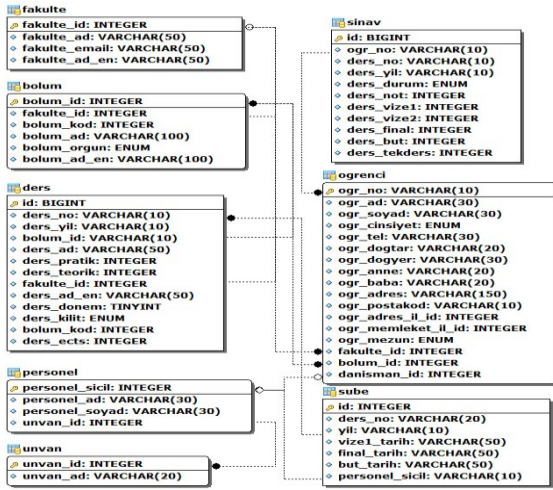 fakulte
fakulte_id: INTEGER
fakulte_ad: VARCHAR(50)
fakulte_email: VARCHAR(50)
fakulte_ad_en: VARCHAR(50)
bolum
bolum_id: INTEGER
fakulte_id: INTEGER
bolum_kod: INTEGER
bolum_ad: VARCHAR(100)
bolum_orgun: ENUM
bolum_ad_en: VARCHAR(100)
ders
id: BIGINT
ders_no: VARCHAR(10)
ders_yil: VARCHAR(10)
bolum_id: VARCHAR(10)
ders_ad: VARCHAR(50)
ders_pratik: INTEGER
ders_teorik: INTEGER
fakulte_id: INTEGER
ders_ad_en: VARCHAR(50)
ders_donem: TINYINT
ders_kilit: ENUM
bolum_kod: INTEGER
ders_ects: INTEGER
personel
personel_sicil: INTEGER
personel_ad: VARCHAR(30)
personel_soyad: VARCHAR(30)
unvan_id: INTEGER
unvan
unvan_id: INTEGER
unvan_ad: VARCHAR(20)
sinav
id: BIGINT
ogr_no: VARCHAR(10)
ders_no: VARCHAR(10)
ders_yil: VARCHAR(10)
ders_durum: ENUM
ders_not: INTEGER
ders_vize1: INTEGER
ders_vize2: INTEGER
ders_final: INTEGER
ders_but: INTEGER
ders_tekders: INTEGER
ogrenci
ogr_no: VARCHAR(10)
ogr_ad: VARCHAR(30)
ogr_soyad: VARCHAR(30)
ogr_cinsiyet: ENUM
ogr_tel: VARCHAR(30)
ogr_dogtar: VARCHAR(20)
ogr_dogyer: VARCHAR(30)
ogr_anne: VARCHAR(20)
ogr_baba: VARCHAR(20)
ogr_adres: VARCHAR(150)
ogr_postakod: VARCHAR(10)
ogr_adres_il_id: INTEGER
ogr_memleket_il_id: INTEGER
ogr_mezun: ENUM
fakulte_id: INTEGER
bolum_id: INTEGER
danisman_id: INTEGER
sube
id: INTEGER
ders_no: VARCHAR(20)
yil: VARCHAR(10)
vize1_tarih: VARCHAR(50)
final_tarih: VARCHAR(50)
but_tarih: VARCHAR(50)
personel_sicil: VARCHAR(10)